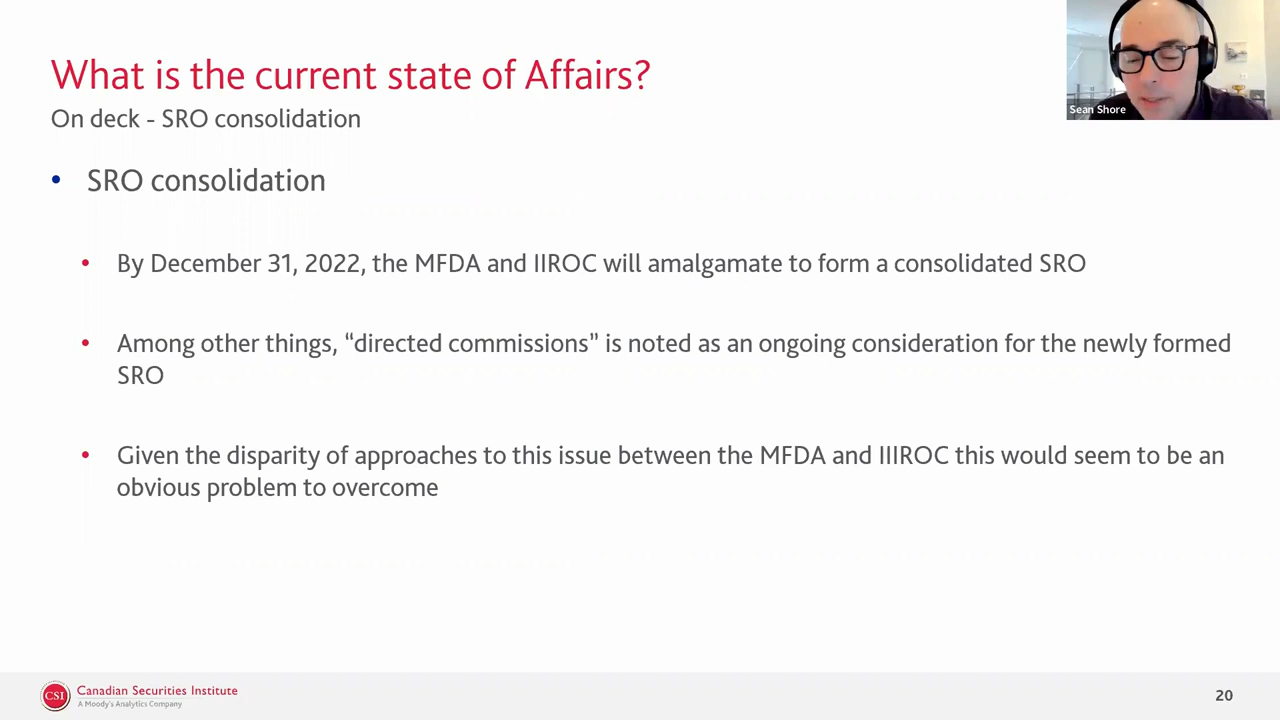 What is the current state of Affairs?
On deck - SRO consolidation
Sean Shore
• SRO consolidation
• By December 31, 2022, the MFDA and IIROC will amalgamate to form a consolidated SRO
• Among other things, “directed commissions” is noted as an ongoing consideration for the newly formed
SRO
• Given the disparity of approaches to this issue between the MFDA and IIIROC this would seem to be an
obvious problem to overcome
CSI
Canadian Securities Institute
A Moody's Analytics Company
20